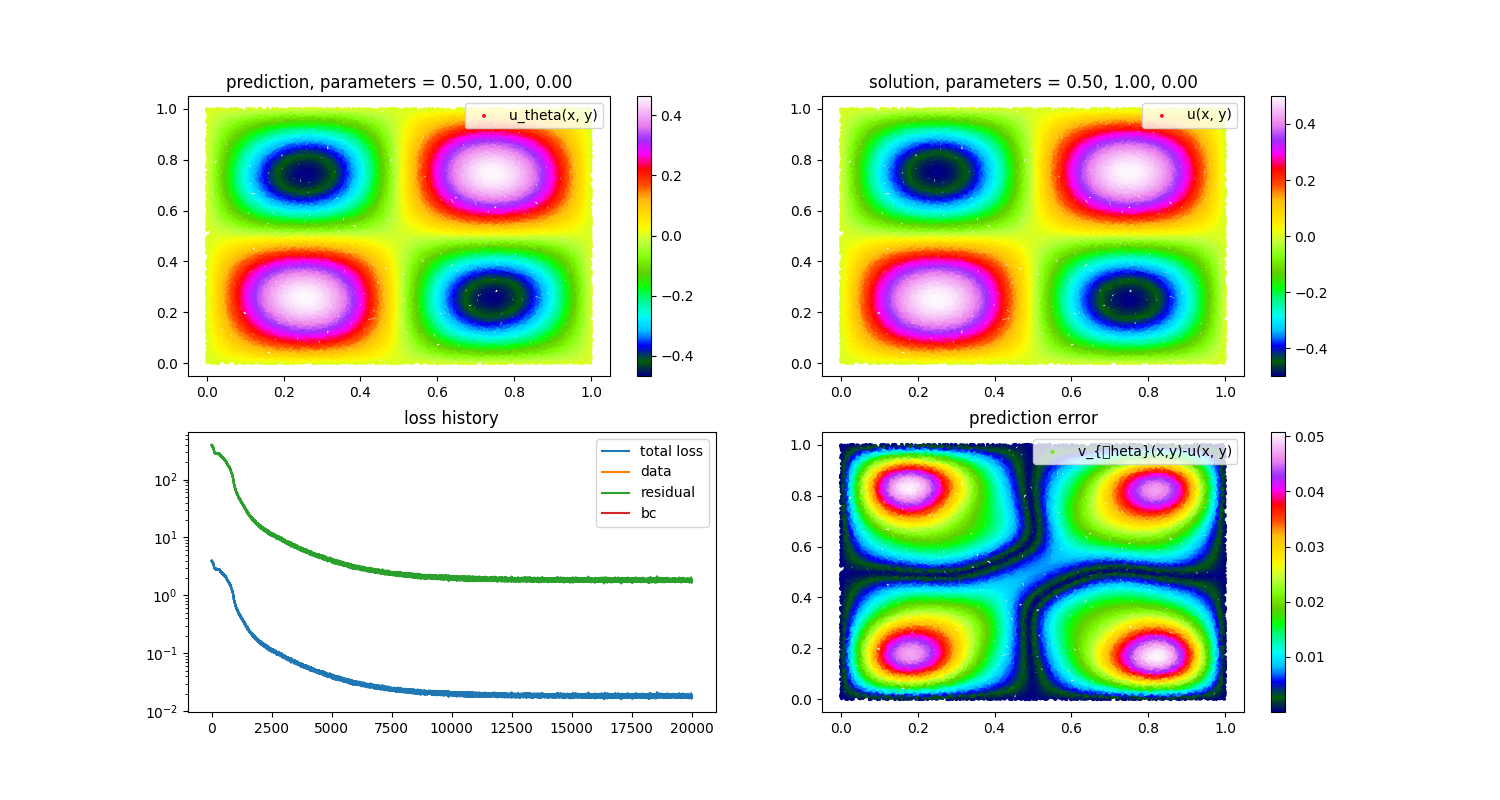 prediction, parameters = 0.50, 1.00, 0.00
u_theta(x, y)
1.0
0.8
0.6
0.4
0.2
0.0
0.0 0.2 0.4 0.6 0.8 1.0
0.4
0.2
0.0
−0.2
−0.4
solution, parameters = 0.50, 1.00, 0.00
u(x, y)
1.0
0.8
0.6
0.4
0.2
0.0
0.0 0.2 0.4 0.6 0.8 1.0
0.4
0.2
0.0
−0.2
−0.4
loss history
total loss
data
residual
bc
10²
10¹
10⁰
10⁻¹
10⁻²
0 2500 5000 7500 10000 12500 15000 17500 20000
prediction error
v_{▯heta}(x,y)-u(x, y)
1.0
0.8
0.6
0.4
0.2
0.0
0.0 0.2 0.4 0.6 0.8 1.0
0.05
0.04
0.03
0.02
0.01